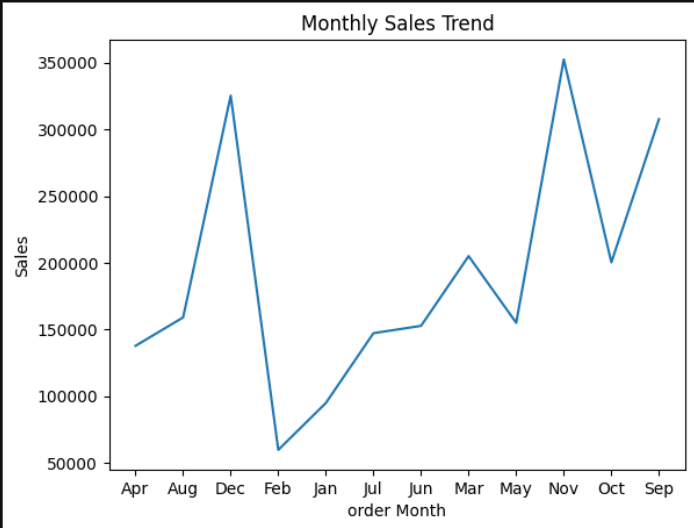 Monthly Sales Trend
350000
300000
250000
200000
150000
100000
50000
Sales
Apr Aug Dec Feb Jan Jul Jun Mar May Nov Oct Sep
order Month